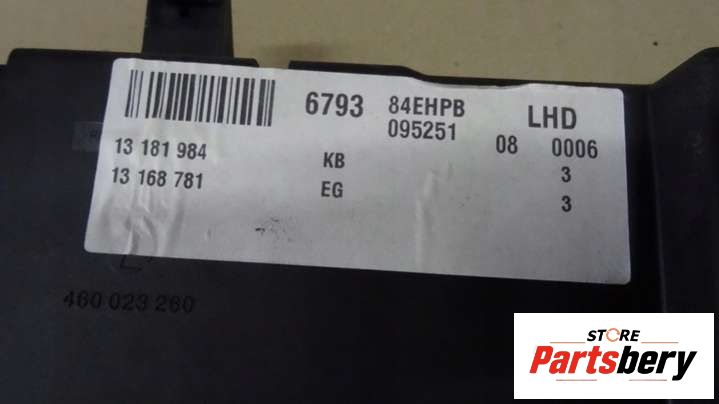 6793 84EHPB LHD
095251 08 0006
13 181 984 KB 3
13 168 781 EG 3
460 023 260
STORE
Partsbery